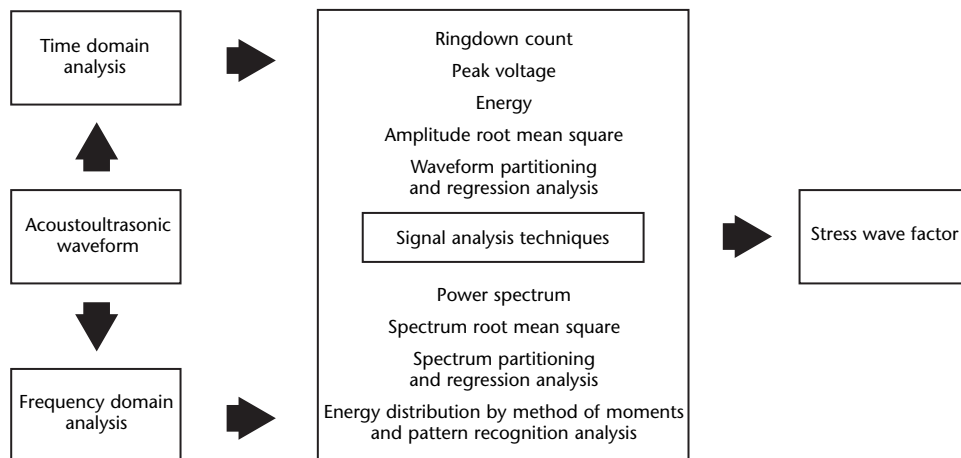 Time domain
analysis
Acoustoultrasonic
waveform
Frequency domain
analysis
Ringdown count
Peak voltage
Energy
Amplitude root mean square
Waveform partitioning
and regression analysis
Signal analysis techniques
Power spectrum
Spectrum root mean square
Spectrum partitioning
and regression analysis
Energy distribution by method of moments
and pattern recognition analysis
Stress wave factor